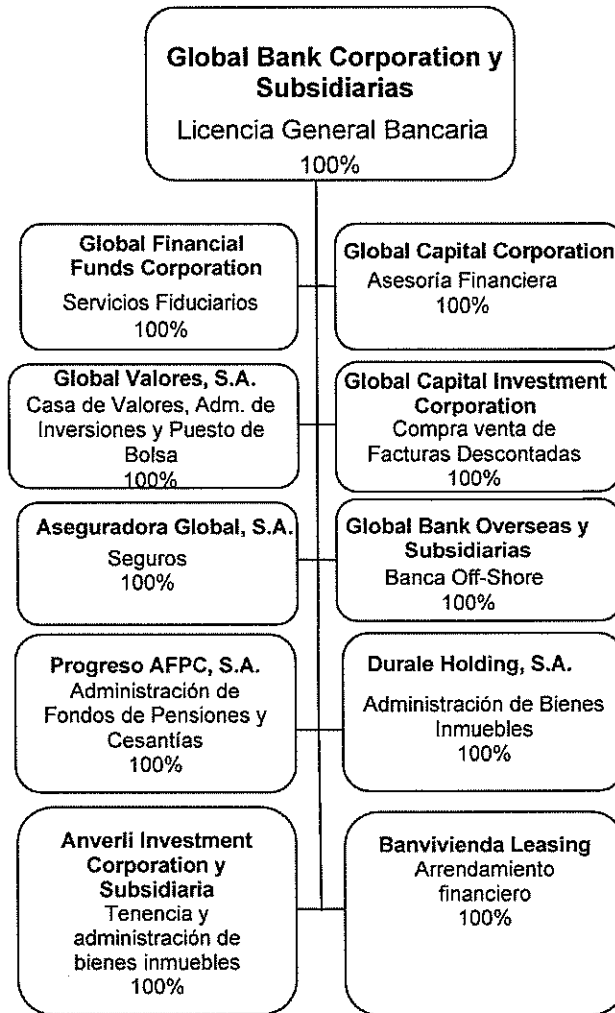 Global Bank Corporation y
Subsidiarias
Licencia General Bancaria
100%
Global Financial
Funds Corporation
Servicios Fiduciarios
100%
Global Capital Corporation
Asesoría Financiera
100%
Global Valores, S.A.
Casa de Valores, Adm. de
Inversiones y Puesto de
Bolsa
100%
Global Capital Investment
Corporation
Compra venta de
Facturas Descontadas
100%
Aseguradora Global, S.A.
Seguros
100%
Global Bank Overseas y
Subsidiarias
Banca Off-Shore
100%
Progreso AFPC, S.A.
Administración de
Fondos de Pensiones y
Cesantías
100%
Durale Holding, S.A.
Administración de Bienes
Inmuebles
100%
Anverli Investment
Corporation y
Subsidiaria
Tenencia y
administración de
bienes inmuebles
100%
Banvivienda Leasing
Arrendamiento
financiero
100%